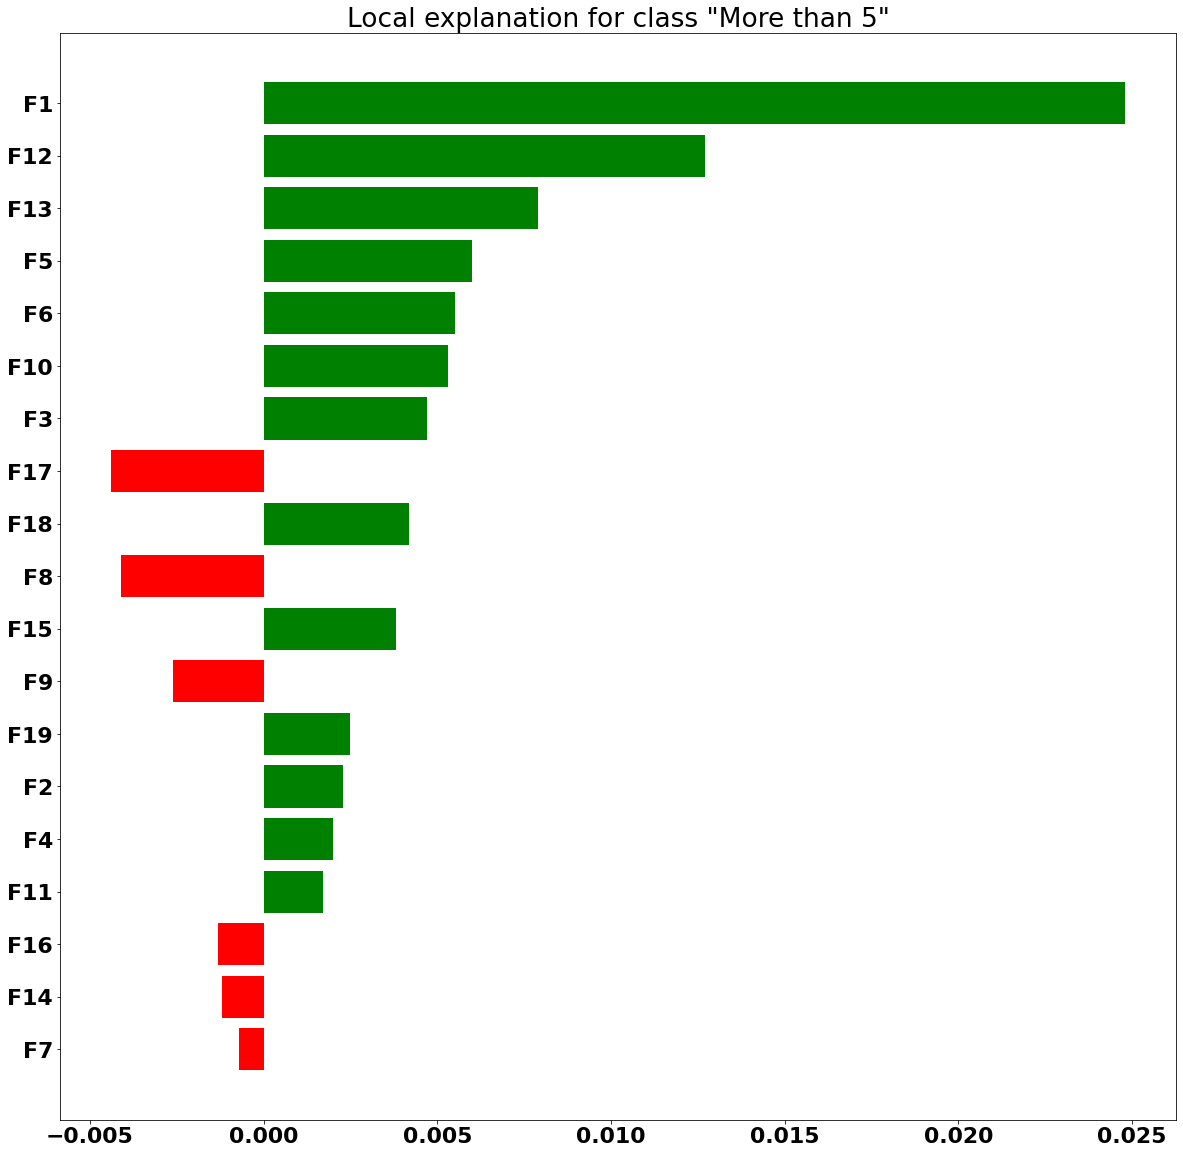 Local explanation for class "More than 5"
F1
F12
F13
F5
F6
F10
F3
F17
F18
F8
F15
F9
F19
F2
F4
F11
F16
F14
F7
−0.005 0.000 0.005 0.010 0.015 0.020 0.025